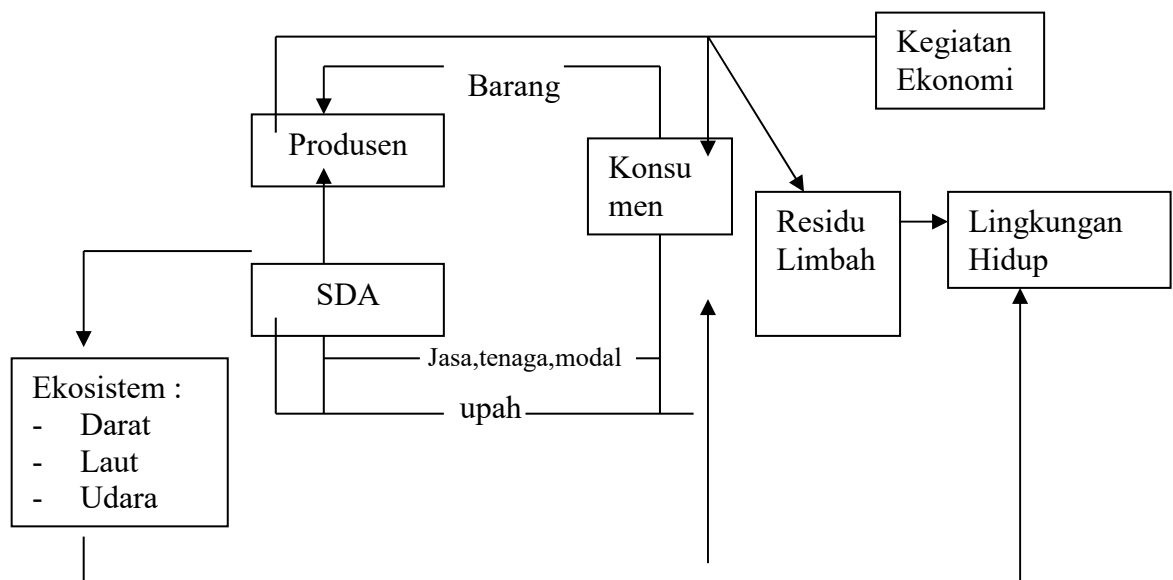 Kegiatan
Ekonomi
Barang
Produsen
Konsu
men
Residu
Limbah
Lingkungan
Hidup
SDA
Jasa,tenaga,modal
upah
Ekosistem :
- Darat
- Laut
- Udara